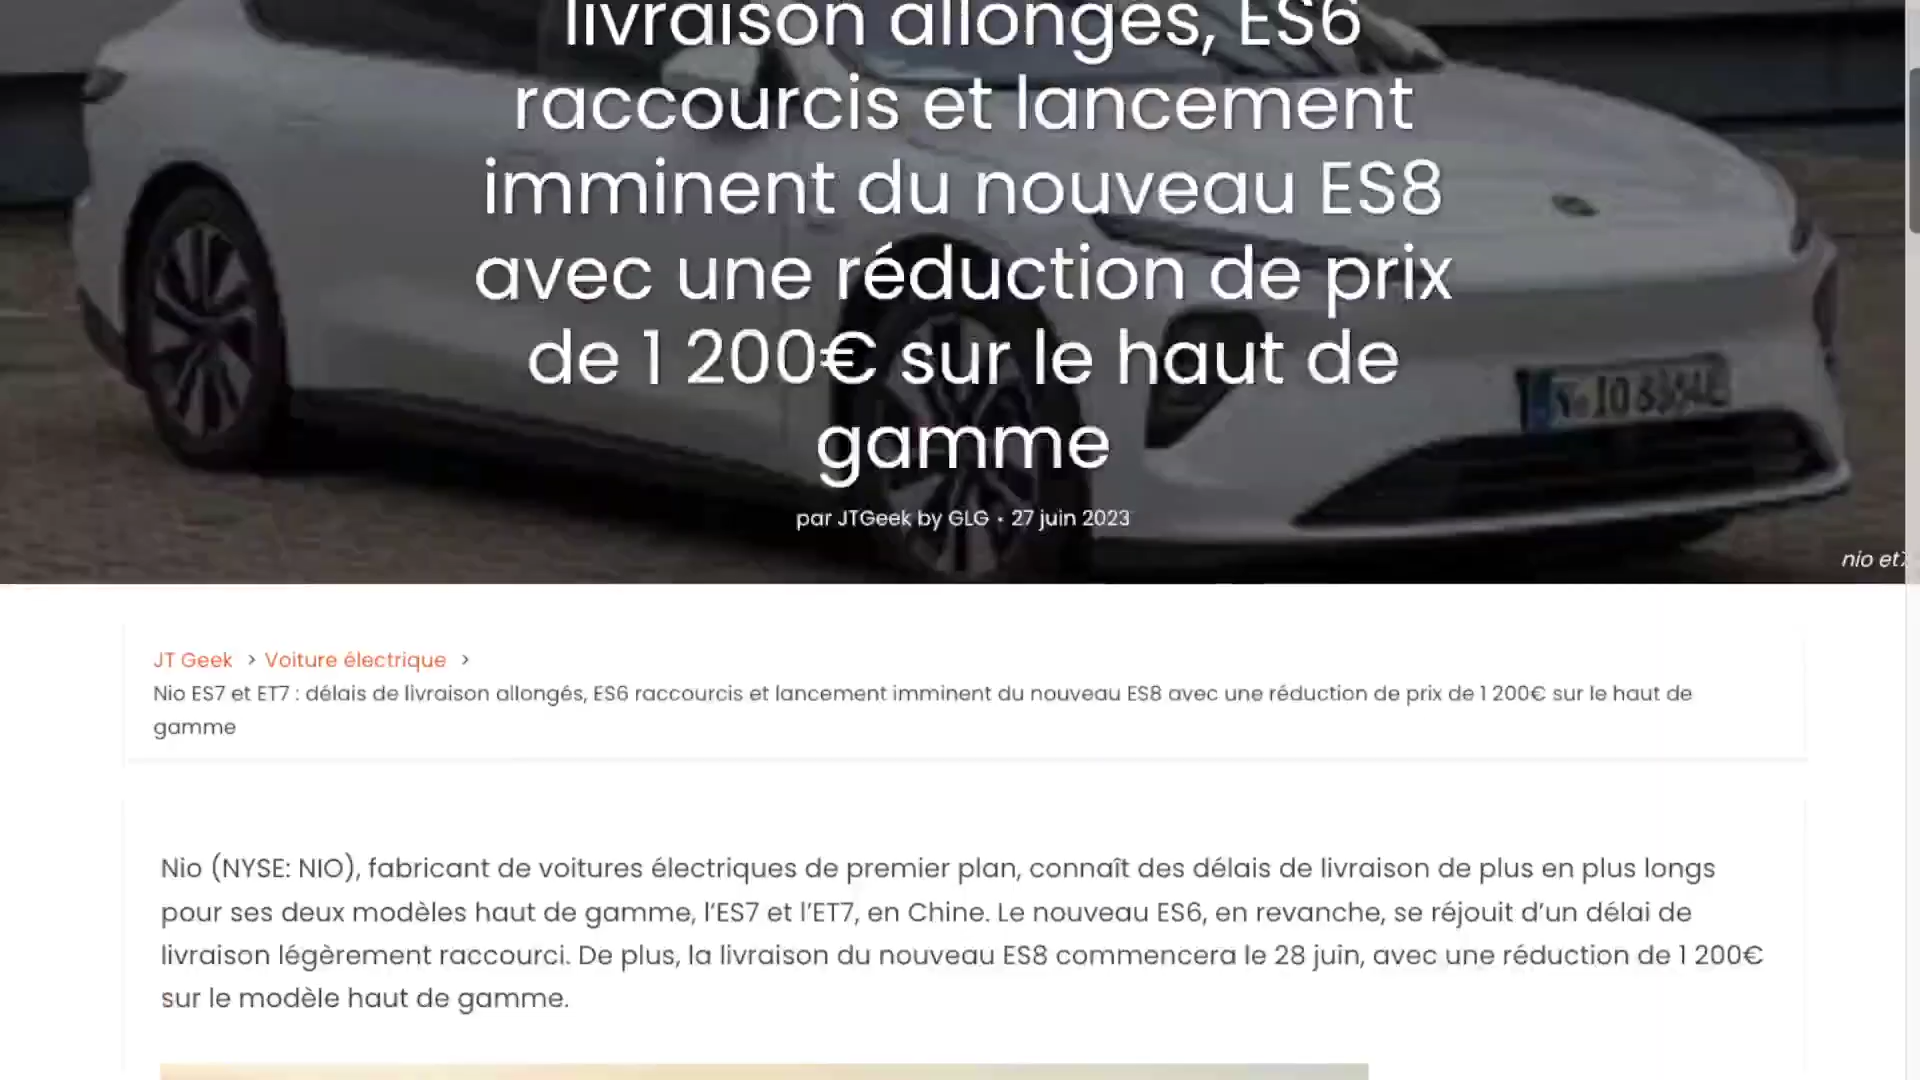 livraison allongés, ES6
raccourcis et lancement
imminent du nouveau ES8
avec une réduction de prix
de 1 200€ sur le haut de
gamme
par JTGeek by GLG · 27 juin 2023
nio et7
JT Geek > Voiture électrique >
Nio ES7 et ET7 : délais de livraison allongés, ES6 raccourcis et lancement imminent du nouveau ES8 avec une réduction de prix de 1 200€ sur le haut de
gamme
Nio (NYSE: NIO), fabricant de voitures électriques de premier plan, connaît des délais de livraison de plus en plus longs
pour ses deux modèles haut de gamme, l’ES7 et l’ET7, en Chine. Le nouveau ES6, en revanche, se réjouit d’un délai de
livraison légèrement raccourci. De plus, la livraison du nouveau ES8 commencera le 28 juin, avec une réduction de 1 200€
sur le modèle haut de gamme.